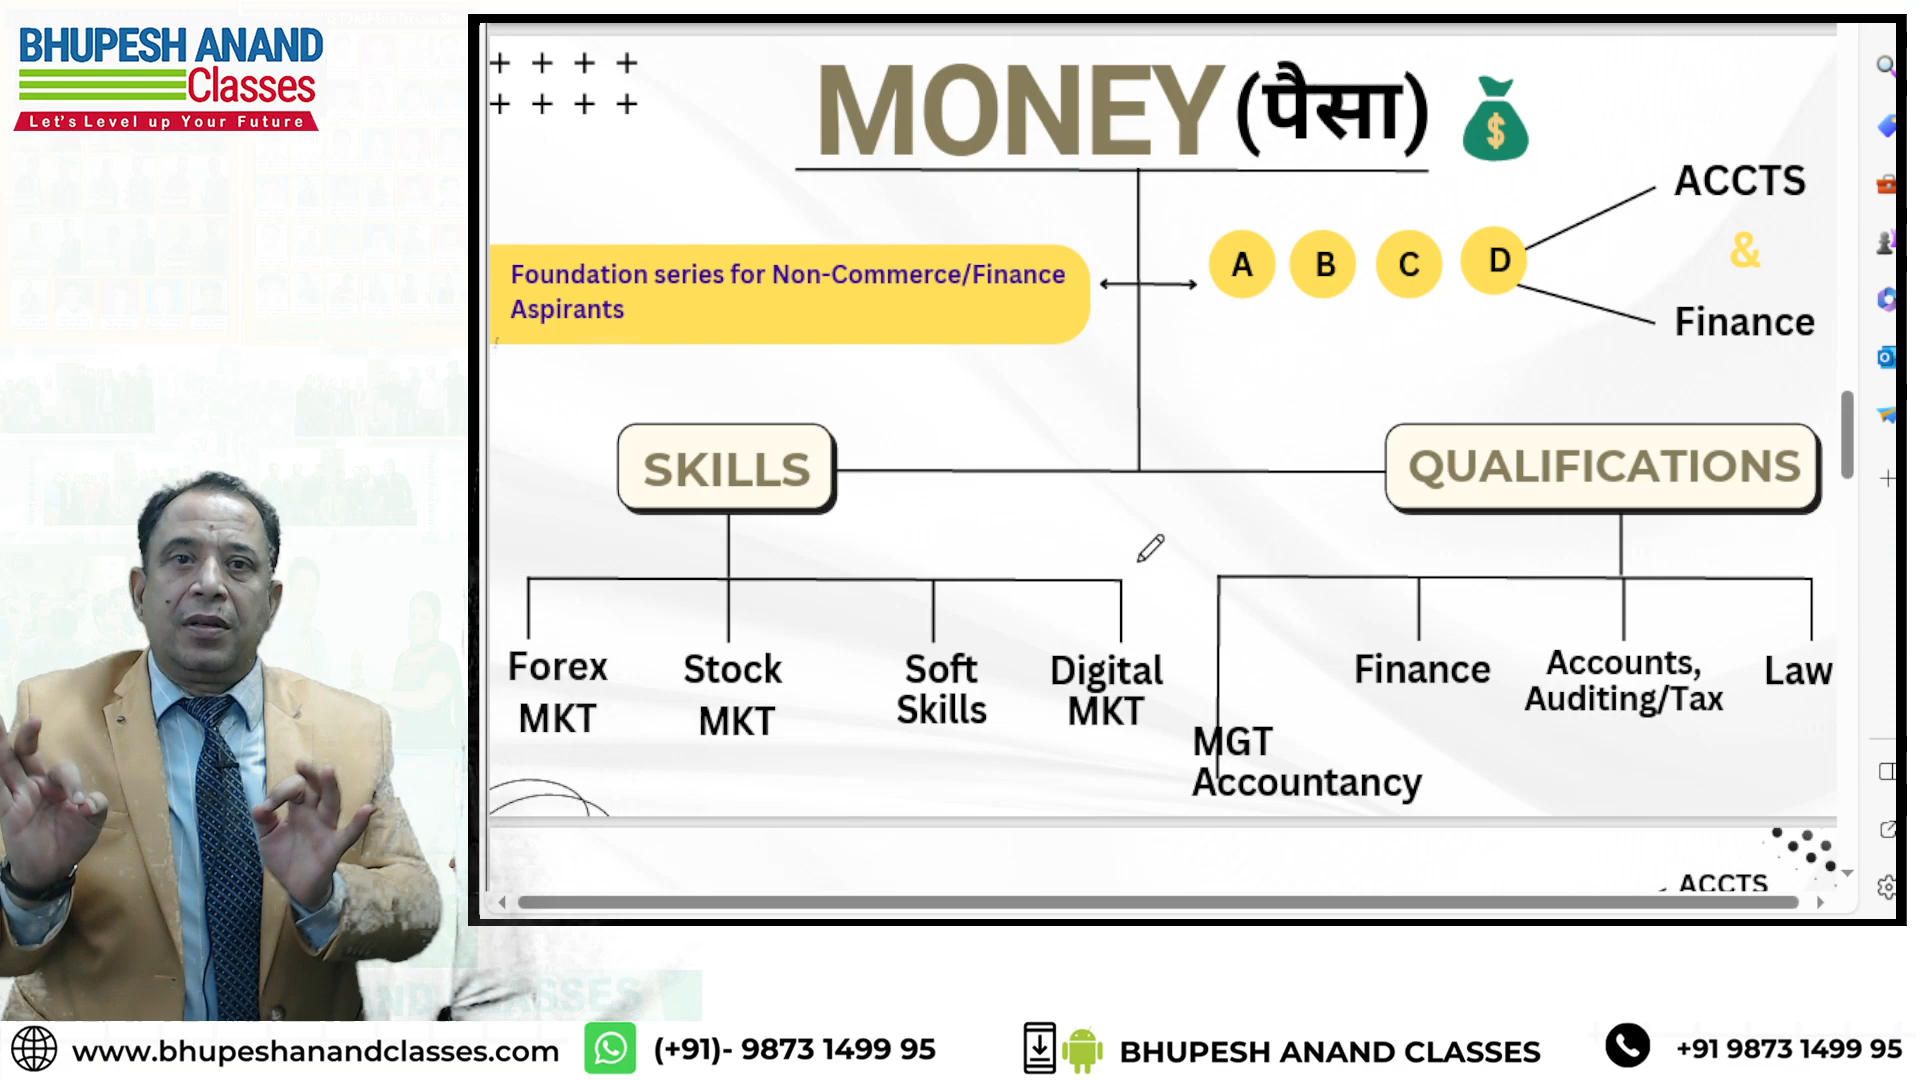 BHUPESH ANAND
Classes
Let's Level up Your Future
MONEY (पैसा)
$
ACCTS
&
Finance
Foundation series for Non-Commerce/Finance
Aspirants
A B C D
SKILLS
QUALIFICATIONS
Forex
MKT
Stock
MKT
Soft
Skills
Digital
MKT
MGT
Accountancy
Finance
Accounts,
Auditing/Tax
Law
ACCTS
www.bhupeshanandclasses.com
(+91)- 9873 1499 95
BHUPESH ANAND CLASSES
+91 9873 1499 95